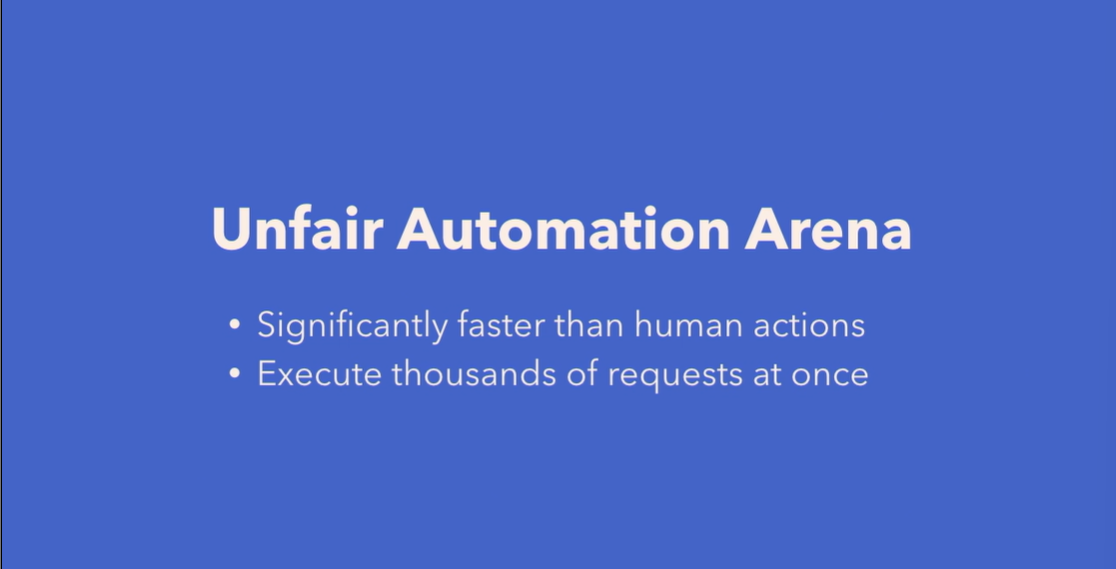 Unfair Automation Arena
• Significantly faster than human actions
• Execute thousands of requests at once